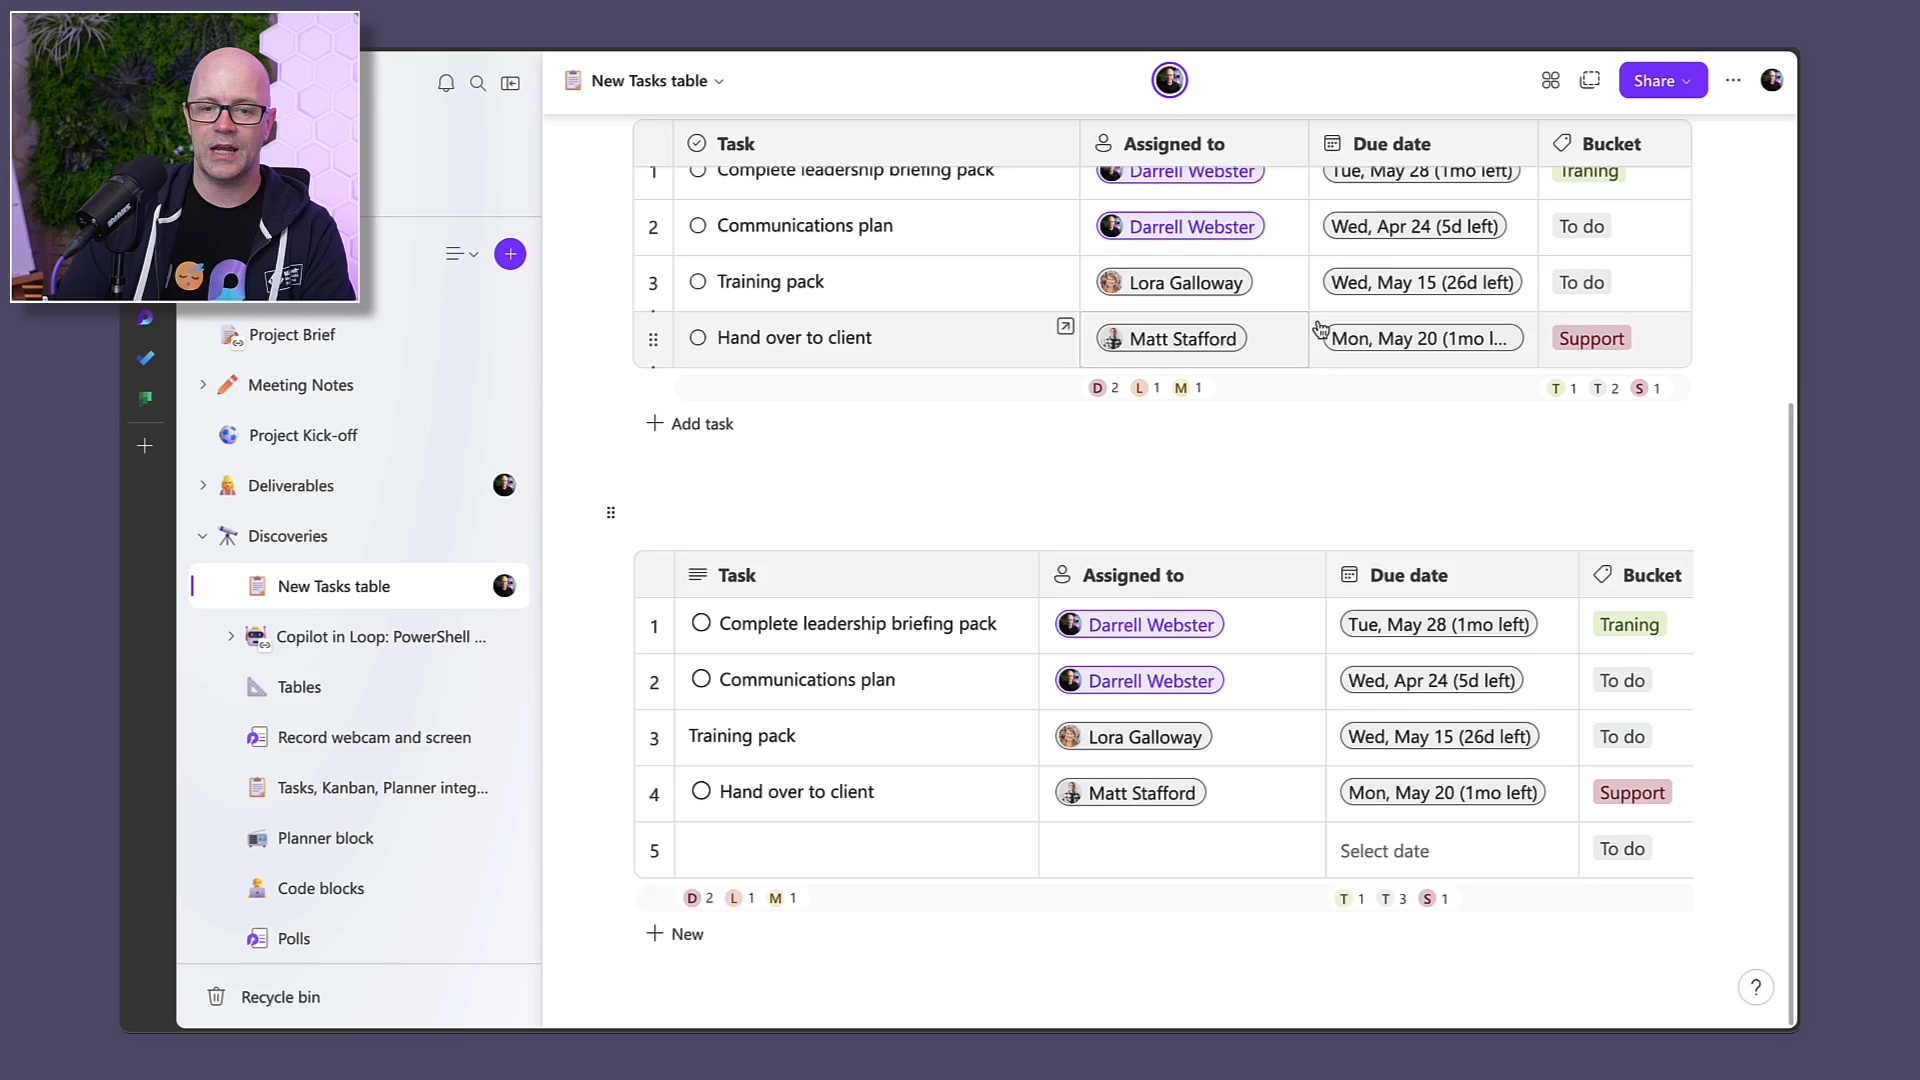 New Tasks table
Share
Task Assigned to Due date Bucket
1 Complete leadership briefing pack Darrell Webster Tue, May 28 (1mo left) Traning
2 Communications plan Darrell Webster Wed, Apr 24 (5d left) To do
3 Training pack Lora Galloway Wed, May 15 (26d left) To do
Hand over to client Matt Stafford Mon, May 20 (1mo l... Support
D 2 L 1 M 1 T 1 T 2 S 1
Add task
Project Brief
Meeting Notes
Project Kick-off
Deliverables
Discoveries
New Tasks table
Copilot in Loop: PowerShell ...
Tables
Record webcam and screen
Tasks, Kanban, Planner integ...
Planner block
Code blocks
Polls
Recycle bin
Task Assigned to Due date Bucket
1 Complete leadership briefing pack Darrell Webster Tue, May 28 (1mo left) Traning
2 Communications plan Darrell Webster Wed, Apr 24 (5d left) To do
3 Training pack Lora Galloway Wed, May 15 (26d left) To do
4 Hand over to client Matt Stafford Mon, May 20 (1mo left) Support
5 Select date To do
D 2 L 1 M 1 T 1 T 3 S 1
New
?